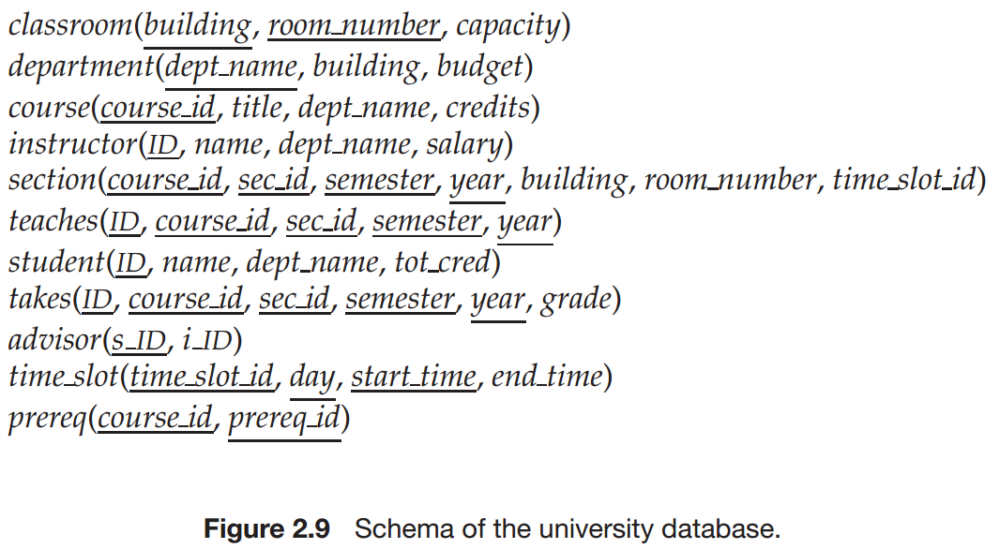 classroom(building, room_number, capacity)
department(dept_name, building, budget)
course(course_id, title, dept_name, credits)
instructor(ID, name, dept_name, salary)
section(course_id, sec_id, semester, year, building, room_number, time_slot_id)
teaches(ID, course_id, sec_id, semester, year)
student(ID, name, dept_name, tot_cred)
takes(ID, course_id, sec_id, semester, year, grade)
advisor(s_ID, i_ID)
time_slot(time_slot_id, day, start_time, end_time)
prereq(course_id, prereq_id)
Figure 2.9 Schema of the university database.